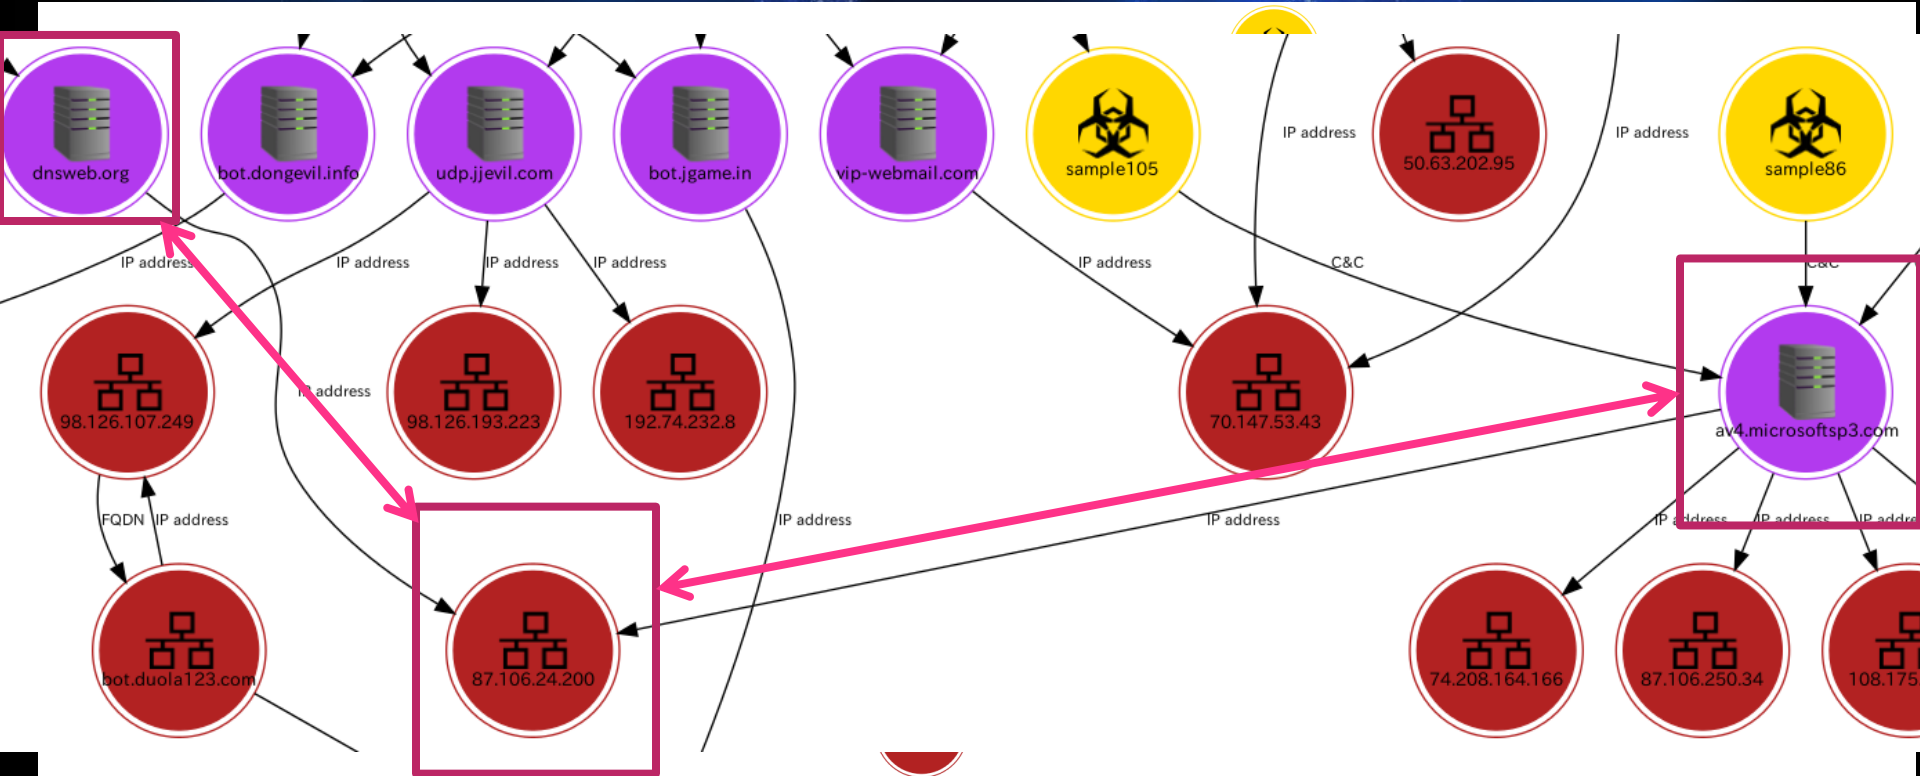 IP address
IP address
dnsweb.org
bot.dongevil.info
udp.jjevil.com
bot.jgame.in
vip-webmail.com
sample105
50.63.202.95
sample86
IP address
IP address
IP address
IP address
IP address
C&C
C&C
IP address
98.126.107.249
98.126.193.223
192.74.232.8
70.147.53.43
av4.microsoftsp3.com
FQDN
IP address
IP address
IP address
IP address
IP address
bot.duola123.com
87.106.24.200
74.208.164.166
87.106.250.34
108.175.